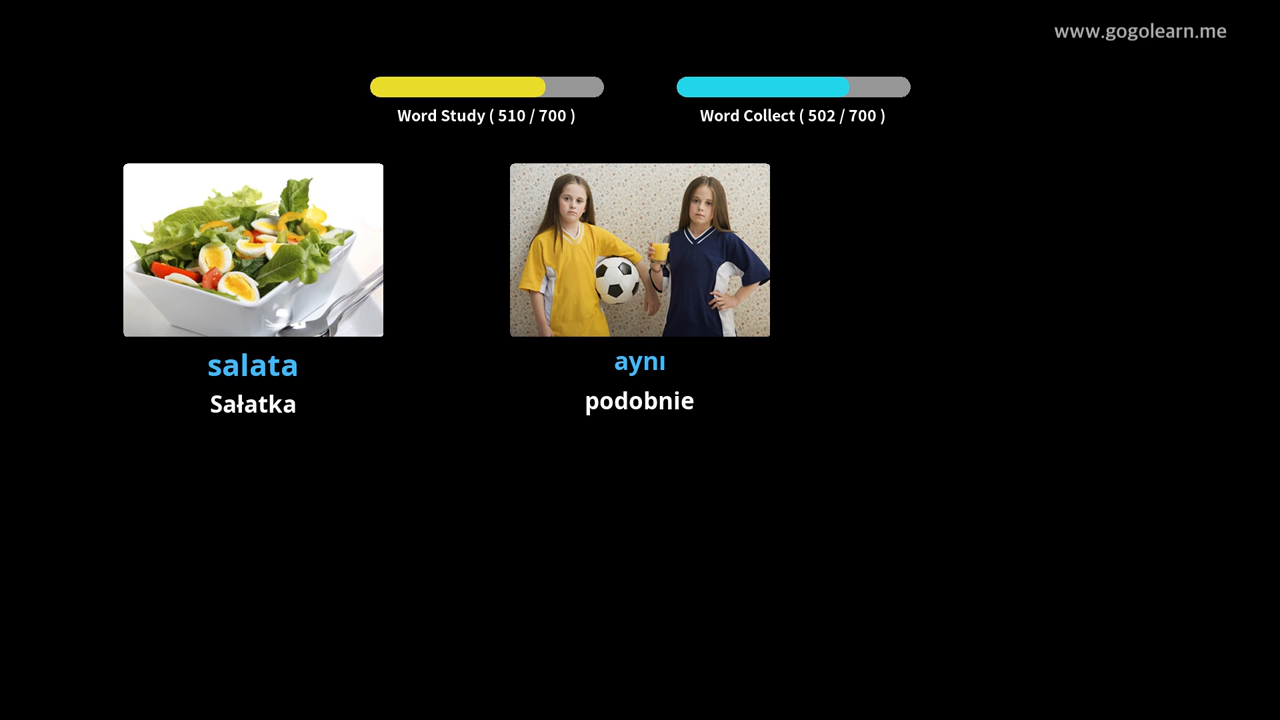 www.gogolearn.me
Word Study ( 510 / 700 )
Word Collect ( 502 / 700 )
salata
Sałatka
aynı
podobnie